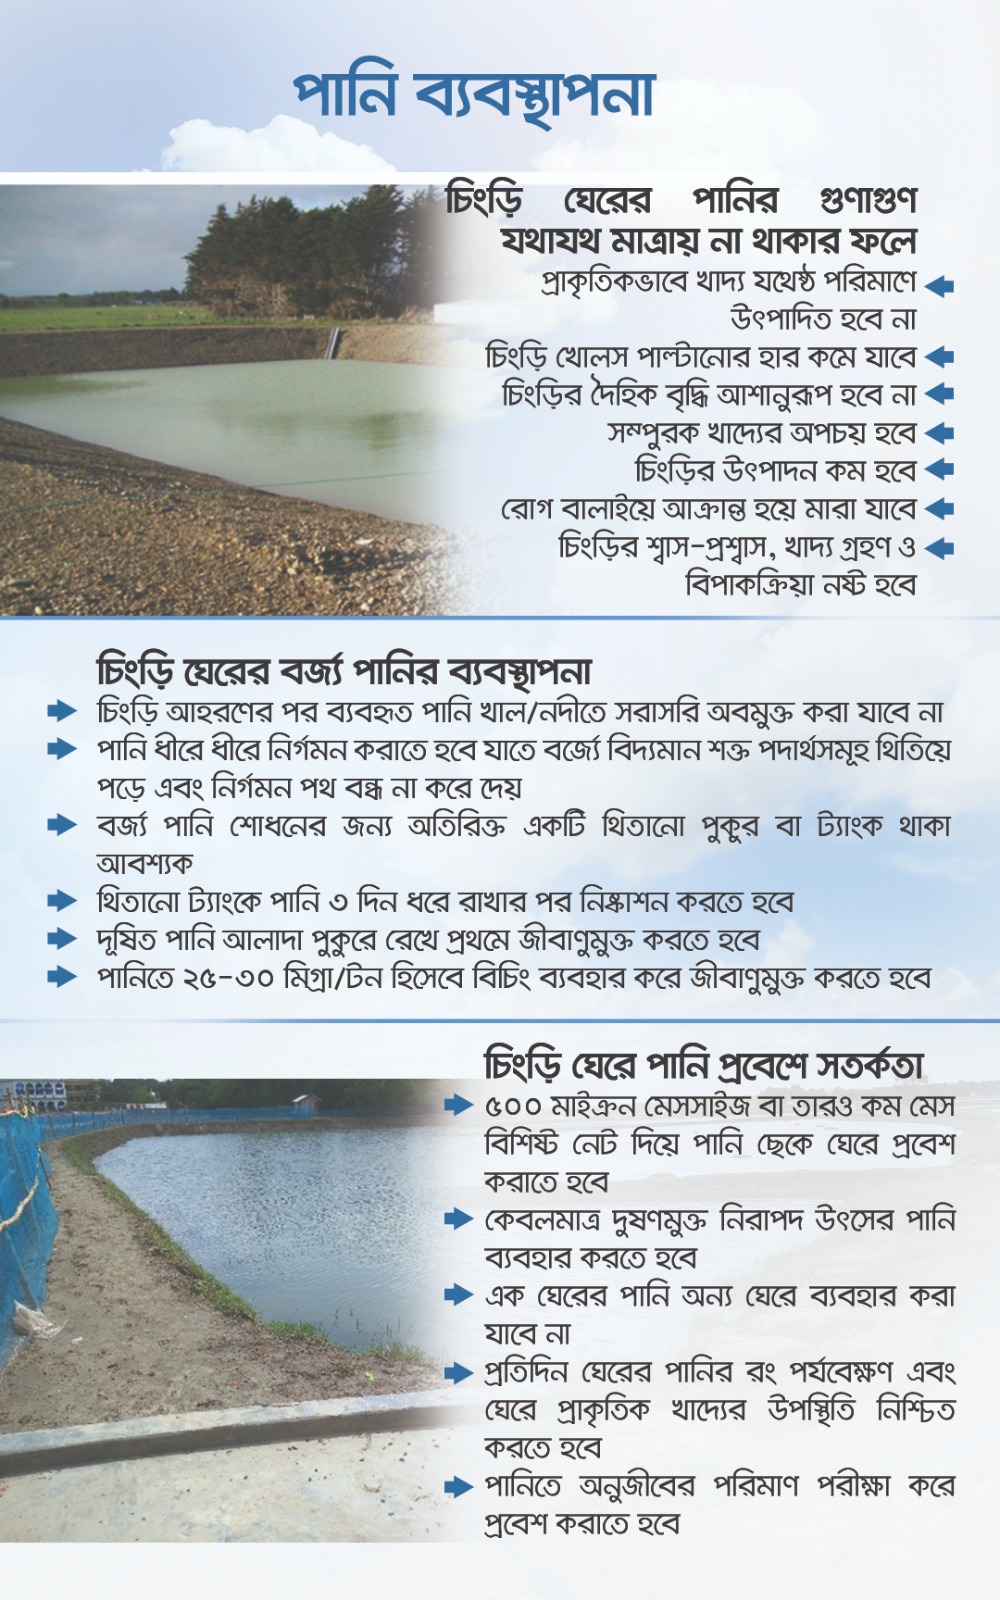 পানি ব্যবস্থাপনা
চিংড়ি ঘেরের পানির গুণাগুণ
যথাযথ মাত্রায় না থাকার ফলে
প্রাকৃতিকভাবে খাদ্য যথেষ্ঠ পরিমাণে
উৎপাদিত হবে না
চিংড়ি খোলস পাল্টানোর হার কমে যাবে
চিংড়ির দৈহিক বৃদ্ধি আশানুরূপ হবে না
সম্পুরক খাদ্যের অপচয় হবে
চিংড়ির উৎপাদন কম হবে
রোগ বালাইয়ে আক্রান্ত হয়ে মারা যাবে
চিংড়ির শ্বাস-প্রশ্বাস, খাদ্য গ্রহণ ও
বিপাকক্রিয়া নষ্ট হবে
চিংড়ি ঘেরের বর্জ্য পানির ব্যবস্থাপনা
চিংড়ি আহরণের পর ব্যবহৃত পানি খাল/নদীতে সরাসরি অবমুক্ত করা যাবে না
পানি ধীরে ধীরে নির্গমন করাতে হবে যাতে বর্জ্যে বিদ্যমান শক্ত পদার্থসমূহ থিতিয়ে
পড়ে এবং নির্গমন পথ বন্ধ না করে দেয়
বর্জ্য পানি শোধনের জন্য অতিরিক্ত একটি থিতানো পুকুর বা ট্যাংক থাকা
আবশ্যক
থিতানো ট্যাংকে পানি ৩ দিন ধরে রাখার পর নিষ্কাশন করতে হবে
দূষিত পানি আলাদা পুকুরে রেখে প্রথমে জীবাণুমুক্ত করতে হবে
পানিতে ২৫-৩০ মিগ্রা/টন হিসেবে বিচিং ব্যবহার করে জীবাণুমুক্ত করতে হবে
চিংড়ি ঘেরে পানি প্রবেশে সতর্কতা
৫০০ মাইক্রন মেসসাইজ বা তারও কম মেস
বিশিষ্ট নেট দিয়ে পানি ছেকে ঘেরে প্রবেশ
করাতে হবে
কেবলমাত্র দুষণমুক্ত নিরাপদ উৎসের পানি
ব্যবহার করতে হবে
এক ঘেরের পানি অন্য ঘেরে ব্যবহার করা
যাবে না
প্রতিদিন ঘেরের পানির রং পর্যবেক্ষণ এবং
ঘেরে প্রাকৃতিক খাদ্যের উপস্থিতি নিশ্চিত
করতে হবে
পানিতে অনুজীবের পরিমাণ পরীক্ষা করে
প্রবেশ করাতে হবে